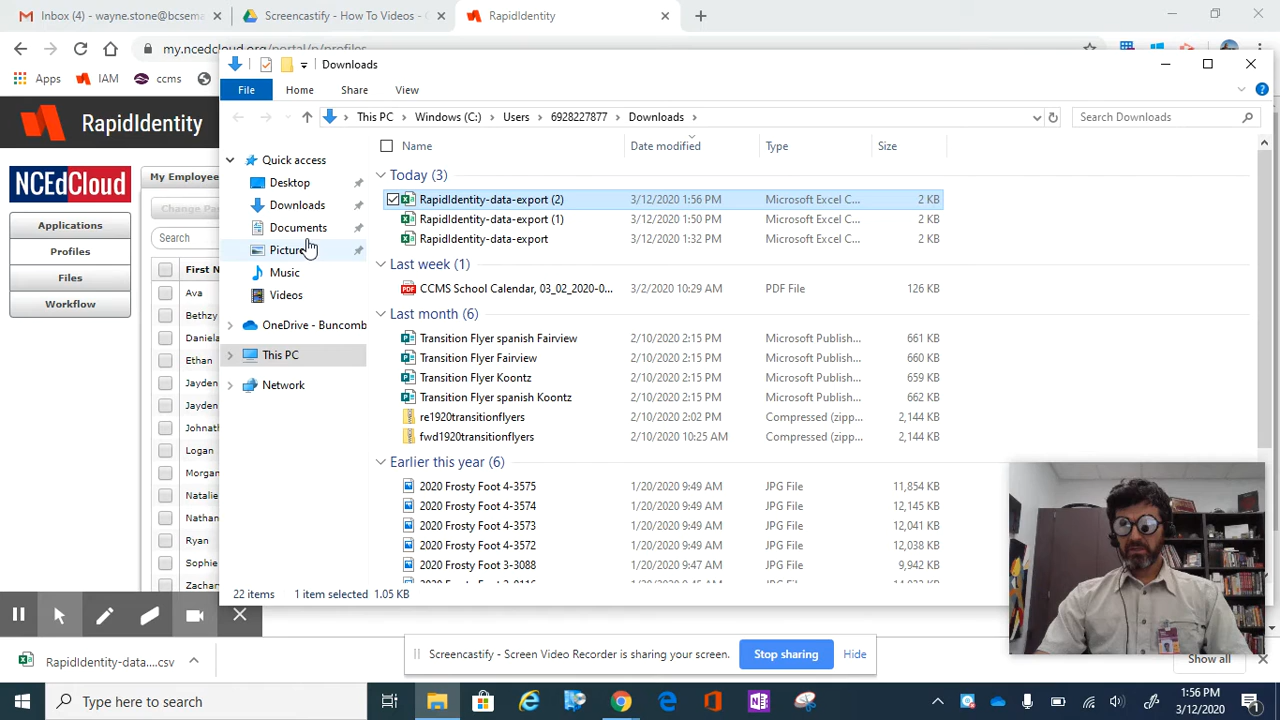 Inbox (4) - wayne.stone@bcsema
Screencastify - How To Videos -
RapidIdentity
my.ncedcloud.org/portal/p/profiles
Apps
IAM
ccms
RapidIdentity
NCEdCloud
Applications
Profiles
Files
Workflow
My Employee
Change Pas
Search
First N
Ava
Bethzy
Daniela
Ethan
Jayden
Jayden
Johnath
Logan
Morgan
Natalie
Nathan
Ryan
Sophie
Zachar
Downloads
File
Home
Share
View
This PC
Windows (C:)
Users
6928227877
Downloads
Search Downloads
Quick access
Desktop
Downloads
Documents
Picture
Music
Videos
OneDrive - Buncomb
This PC
Network
Name Date modified Type Size
Today (3)
RapidIdentity-data-export (2) 3/12/2020 1:56 PM Microsoft Excel C... 2 KB
RapidIdentity-data-export (1) 3/12/2020 1:50 PM Microsoft Excel C... 2 KB
RapidIdentity-data-export 3/12/2020 1:32 PM Microsoft Excel C... 2 KB
Last week (1)
CCMS School Calendar, 03_02_2020-0... 3/2/2020 10:29 AM PDF File 126 KB
Last month (6)
Transition Flyer spanish Fairview 2/10/2020 2:15 PM Microsoft Publish... 661 KB
Transition Flyer Fairview 2/10/2020 2:15 PM Microsoft Publish... 660 KB
Transition Flyer Koontz 2/10/2020 2:15 PM Microsoft Publish... 659 KB
Transition Flyer spanish Koontz 2/10/2020 2:15 PM Microsoft Publish... 662 KB
re1920transitionflyers 2/10/2020 2:02 PM Compressed (zipp... 2,144 KB
fwd1920transitionflyers 2/10/2020 10:25 AM Compressed (zipp... 2,144 KB
Earlier this year (6)
2020 Frosty Foot 4-3575 1/20/2020 9:49 AM JPG File 11,854 KB
2020 Frosty Foot 4-3574 1/20/2020 9:49 AM JPG File 12,145 KB
2020 Frosty Foot 4-3573 1/20/2020 9:49 AM JPG File 12,041 KB
2020 Frosty Foot 4-3572 1/20/2020 9:49 AM JPG File 12,038 KB
2020 Frosty Foot 3-3088 1/20/2020 9:47 AM JPG File 9,942 KB
22 items 1 item selected 1.05 KB
RapidIdentity-data....csv
Screencastify - Screen Video Recorder is sharing your screen.
Stop sharing
Hide
Show all
Type here to search
1:56 PM
3/12/2020